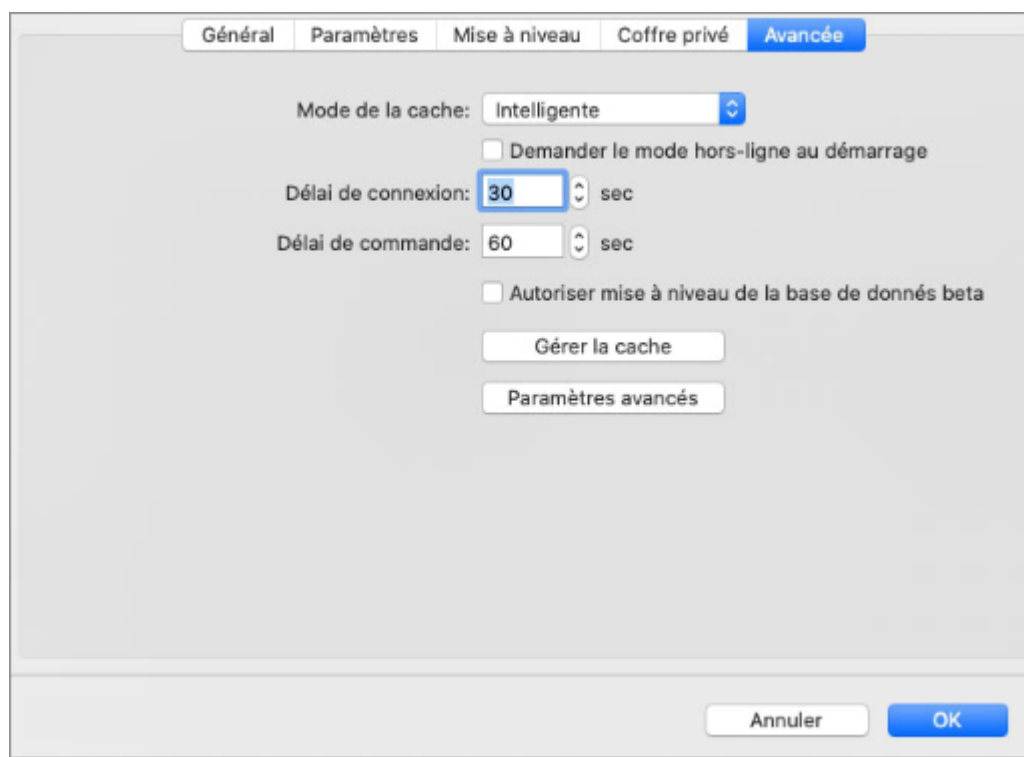 Général Paramètres Mise à niveau Coffre privé Avancée
Mode de la cache: Intelligente
Demander le mode hors-ligne au démarrage
Délai de connexion: 30 sec
Délai de commande: 60 sec
Autoriser mise à niveau de la base de donnés beta
Gérer la cache
Paramètres avancés
Annuler OK